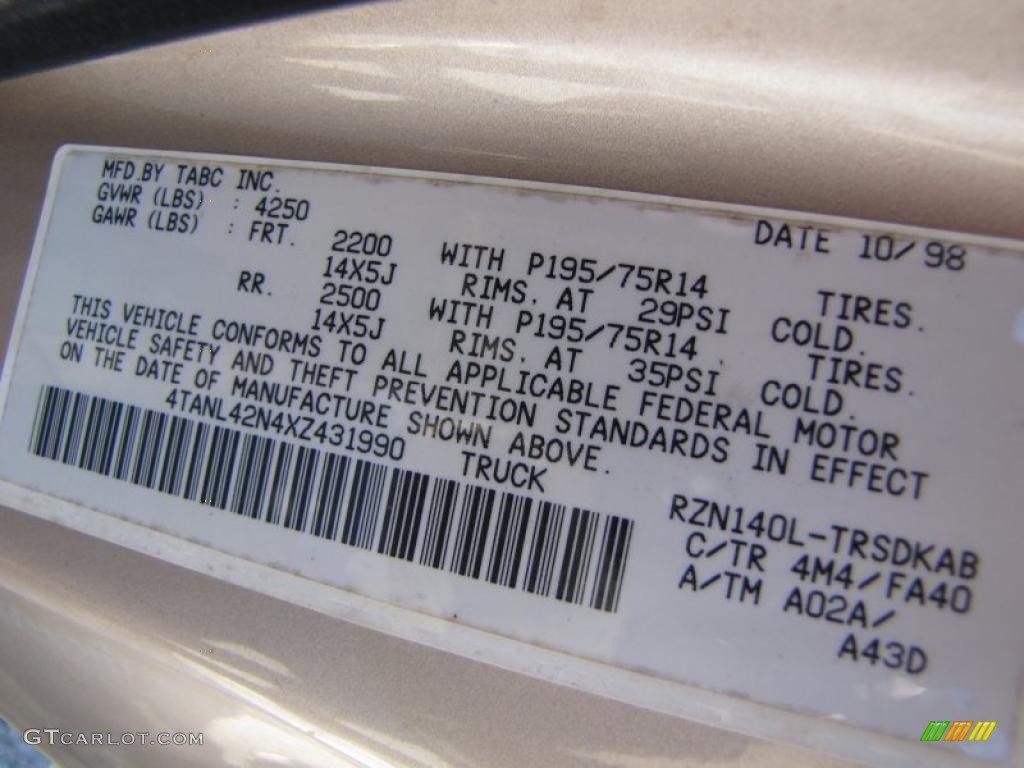 MFD.BY TABC INC. DATE 10/98
GVWR (LBS) : 4250
GAWR (LBS) : FRT. 2200 WITH P195/75R14 TIRES.
14X5J RIMS. AT 29PSI COLD.
RR. 2500 WITH P195/75R14 TIRES.
14X5J RIMS. AT 35PSI COLD.
THIS VEHICLE CONFORMS TO ALL APPLICABLE FEDERAL MOTOR
VEHICLE SAFETY AND THEFT PREVENTION STANDARDS IN EFFECT
ON THE DATE OF MANUFACTURE SHOWN ABOVE.
4TANL42N4XZ431990 TRUCK
RZN140L-TRSDKAB
C/TR 4M4/FA40
A/TM A02A/
A43D
GTCARLOT.COM